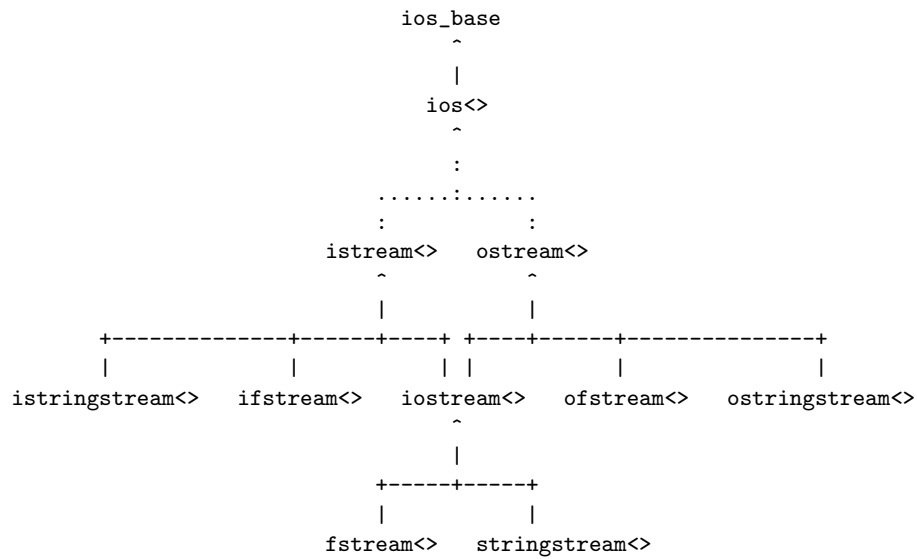 ios_base
^
|
ios<>
^
:
......:......
: :
istream<> ostream<>
^ ^
| |
+--------------+------+----+ +----+------+---------------+
| | | | | |
istringstream<> ifstream<> iostream<> ofstream<> ostringstream<>
^
|
+-----+-----+
| |
fstream<> stringstream<>